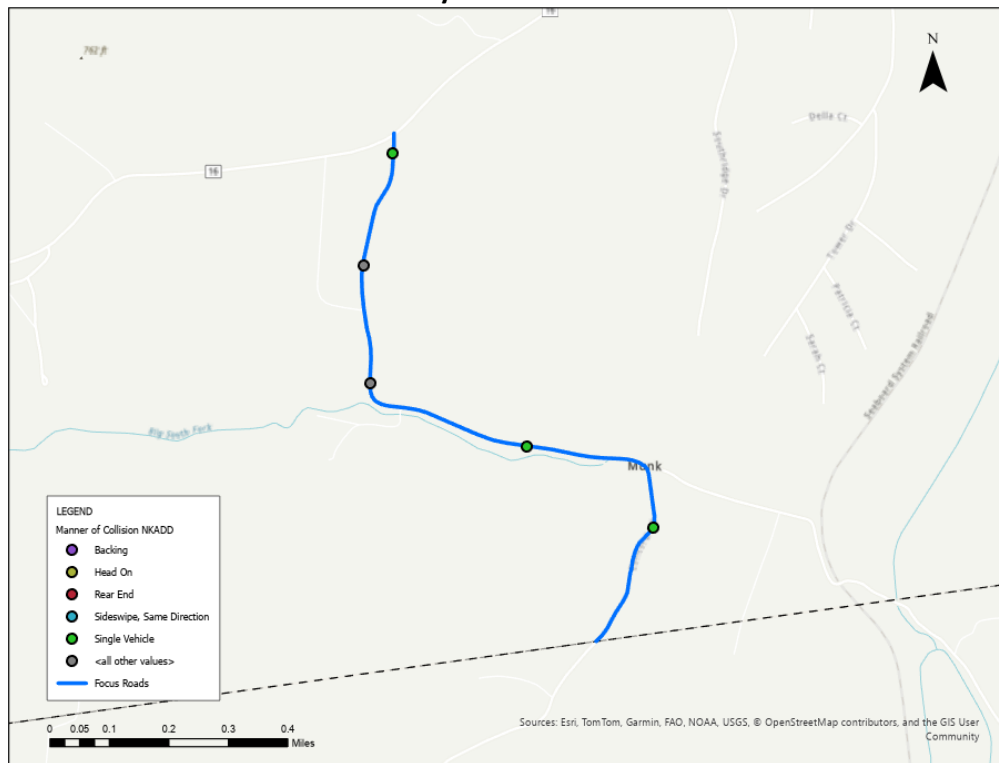 16
762 ft
N
Della Ct
Southridge Dr
16
Tower Dr
Patricia Ct
Sarah Ct
Seaboard System Railroad
Big South Fork
Munk
LEGEND
Manner of Collision NKADD
Backing
Head On
Rear End
Sideswipe, Same Direction
Single Vehicle
<all other values>
Focus Roads
0 0.05 0.1 0.2 0.3 0.4
Miles
Sources: Esri, TomTom, Garmin, FAO, NOAA, USGS, © OpenStreetMap contributors, and the GIS User
Community